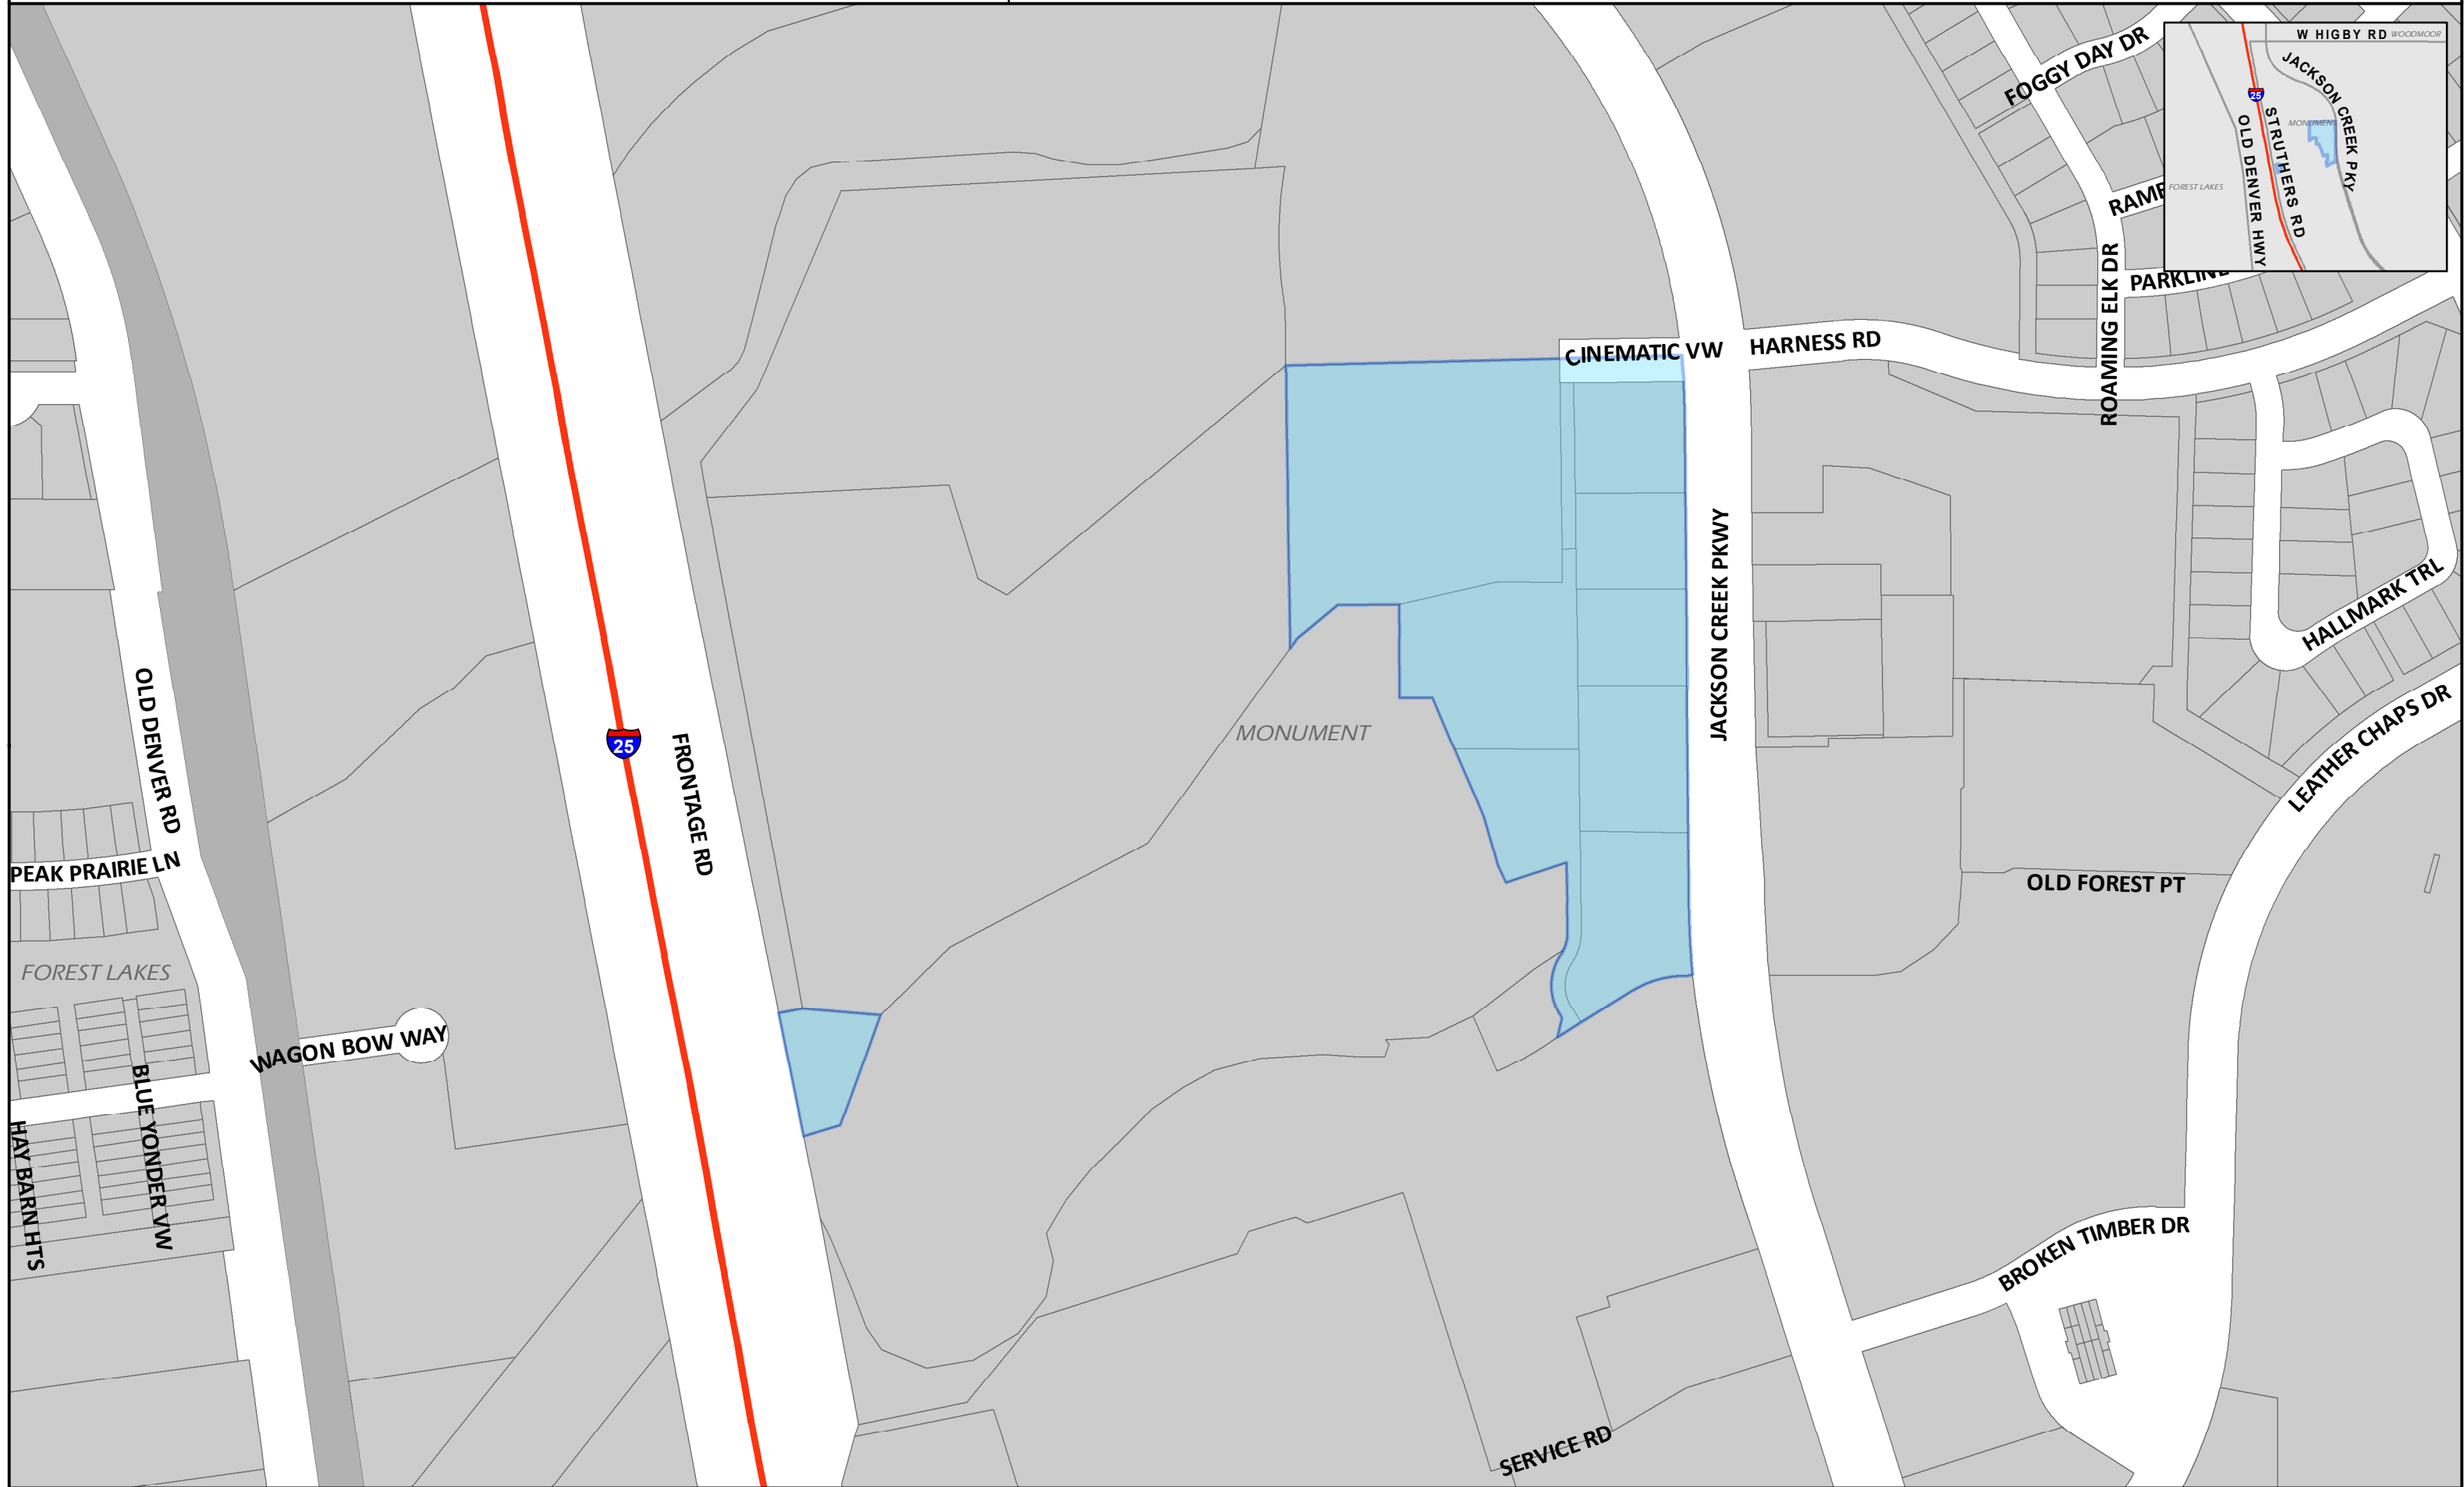 FOGGY DAY DR
W HIGBY RD
WOODMOOR
JACKSON CREEK PKY
25
MONUMENT
STRUTHERS RD
OLD DENVER HWY
FOREST LAKES
ROAMING ELK DR
CINEMATIC VW
HARNESS RD
JACKSON CREEK PKWY
HALLMARK TRL
LEATHER CHAPS DR
OLD DENVER RD
25
FRONTAGE RD
MONUMENT
PEAK PRAIRIE LN
OLD FOREST PT
FOREST LAKES
WAGON BOW WAY
BLUE YONDER VW
HAY BARN HTS
BROKEN TIMBER DR
SERVICE RD